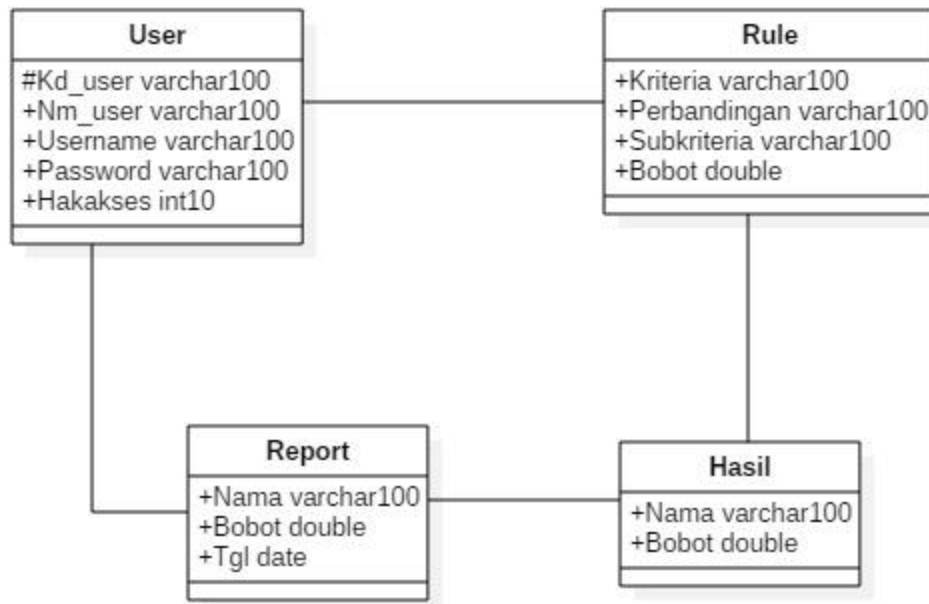 User
#Kd_user varchar100
+Nm_user varchar100
+Username varchar100
+Password varchar100
+Hakakses int10
Rule
+Kriteria varchar100
+Perbandingan varchar100
+Subkriteria varchar100
+Bobot double
Report
+Nama varchar100
+Bobot double
+Tgl date
Hasil
+Nama varchar100
+Bobot double